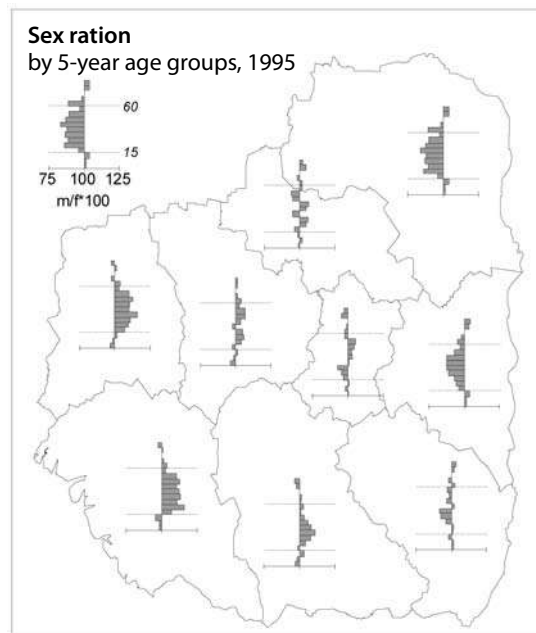 Sex ration
by 5-year age groups, 1995
60
15
75 100 125
m/f*100